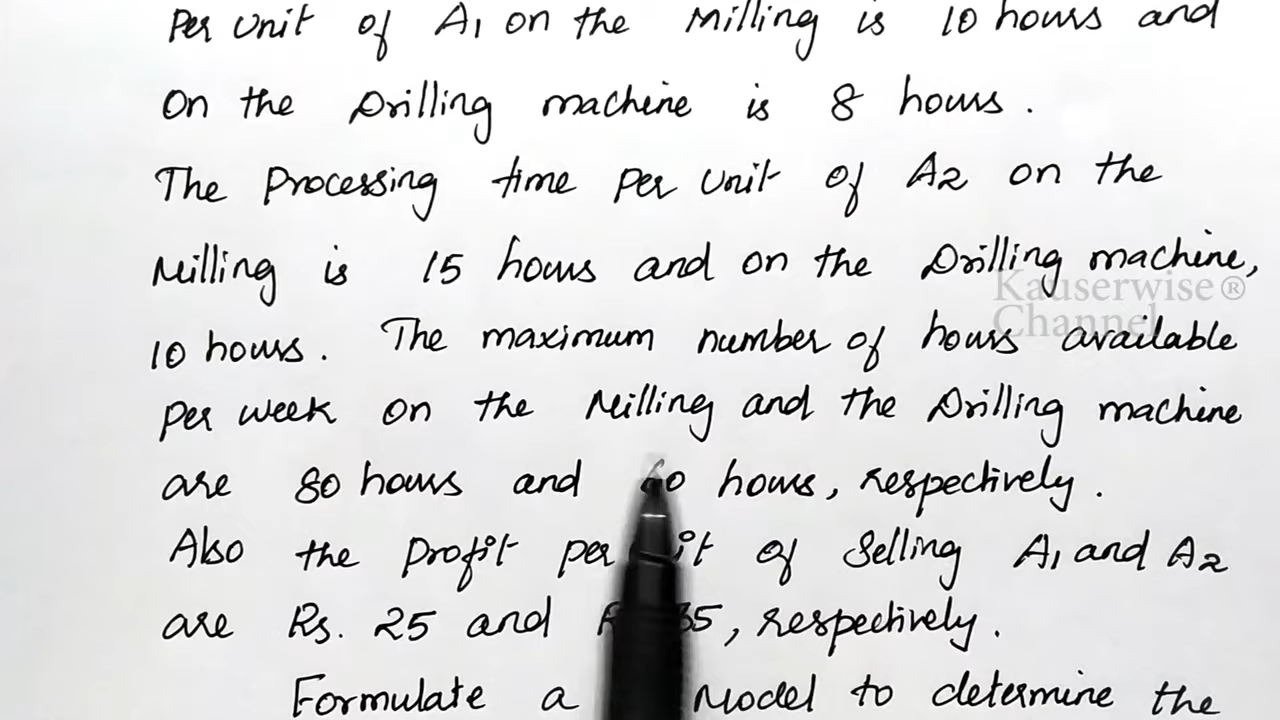 Per Unit of A1 on the Milling is 10 hours and
On the Drilling machine is 8 hours.
The Processing time Per Unit of A2 on the
Milling is 15 hours and on the Drilling machine,
Kauserwise®
Channel
10 hours. The maximum number of hours available
Per week on the Milling and the Drilling machine
are 80 hours and hours, respectively.
Also the Profit per of Selling A1 and A2
are Rs. 25 and , respectively.
Formulate a Model to determine the